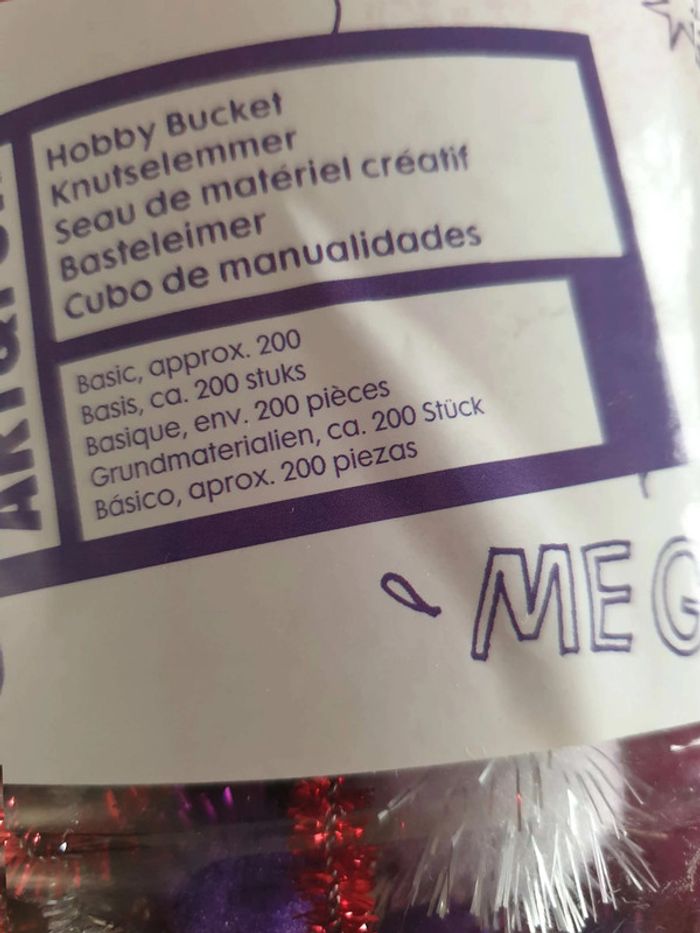 Hobby Bucket
Knutselemmer
Seau de matériel créatif
Basteleimer
Cubo de manualidades
Basic, approx. 200
Basis, ca. 200 stuks
Basique, env. 200 pièces
Grundmaterialien, ca. 200 Stück
Básico, aprox. 200 piezas
MEG